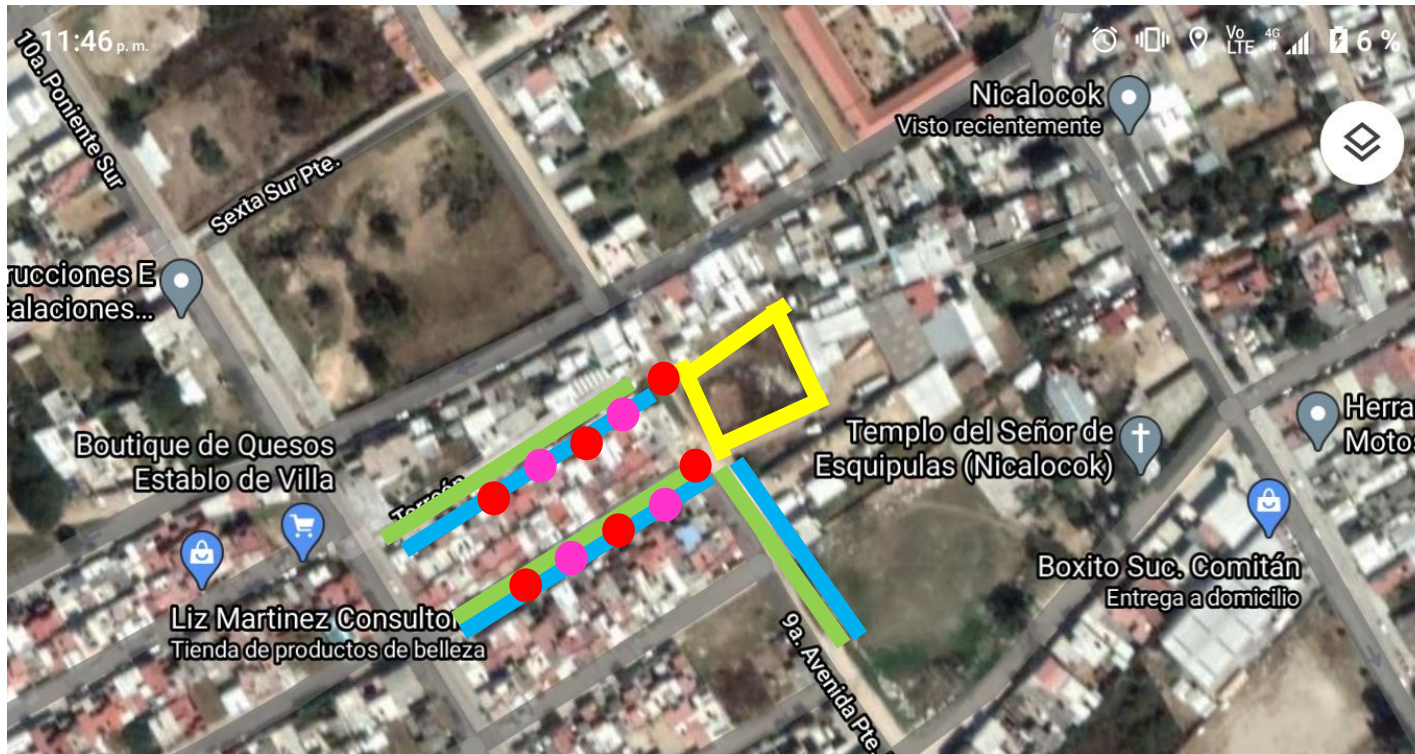 11:46 p. m.
Vo
LTE
4G
6 %
10a. Poniente Sur
Nicalocok
Visto recientemente
Sexta Sur Pte.
rucciones E
talaciones...
Boutique de Quesos
Establo de Villa
Templo del Señor de
Esquipulas (Nicalocok)
Herra
Motos
Boxito Suc. Comitán
Entrega a domicilio
Liz Martinez Consultor
Tienda de productos de belleza
9a. Avenida Pte.